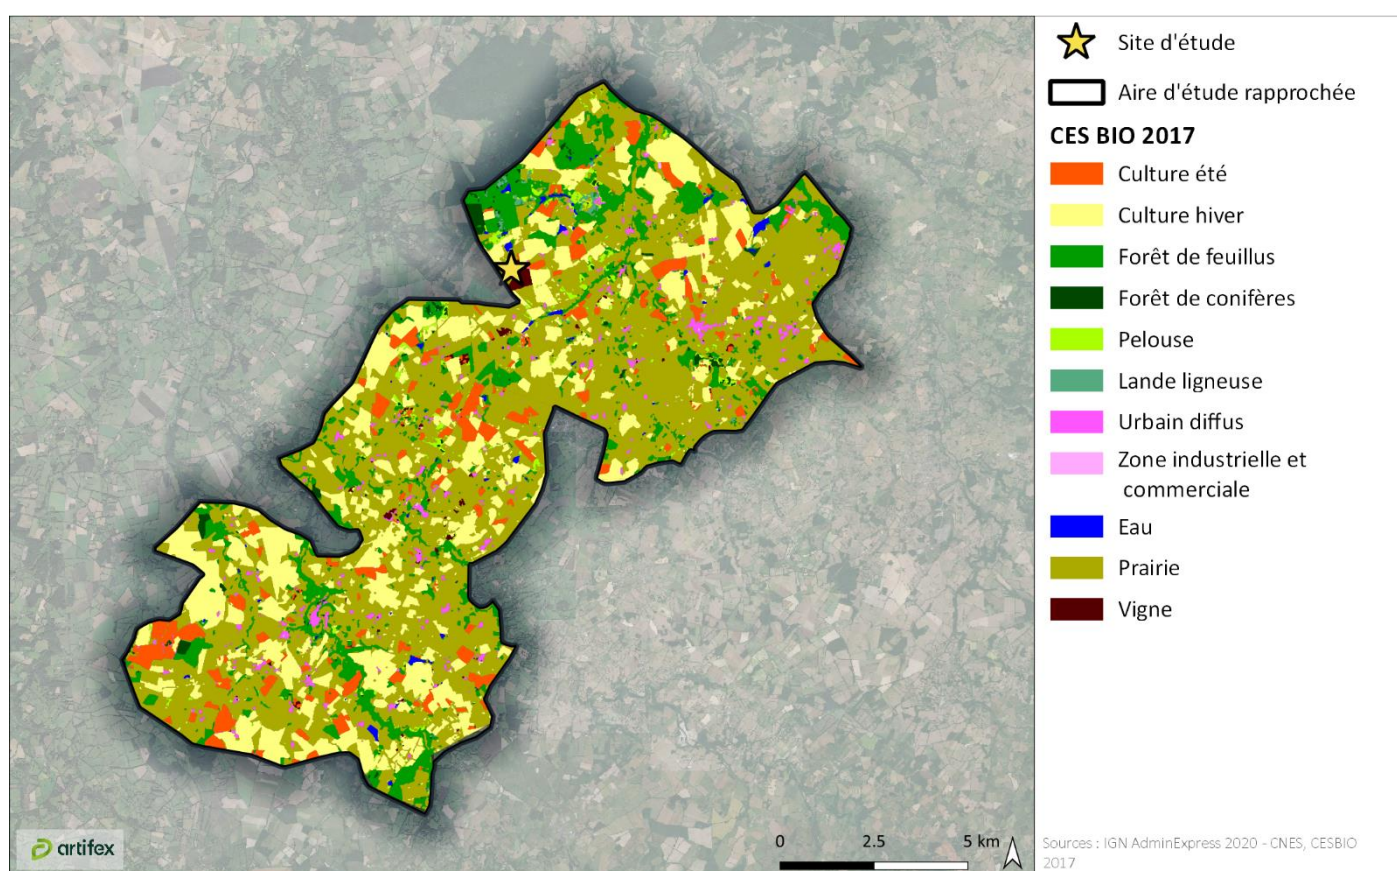 Site d'étude
Aire d'étude rapprochée
CES BIO 2017
Culture été
Culture hiver
Forêt de feuillus
Forêt de conifères
Pelouse
Lande ligneuse
Urbain diffus
Zone industrielle et
commerciale
Eau
Prairie
Vigne
artifex
0 2.5 5 km
Sources : IGN AdminExpress 2020 - CNES, CESBIO
2017